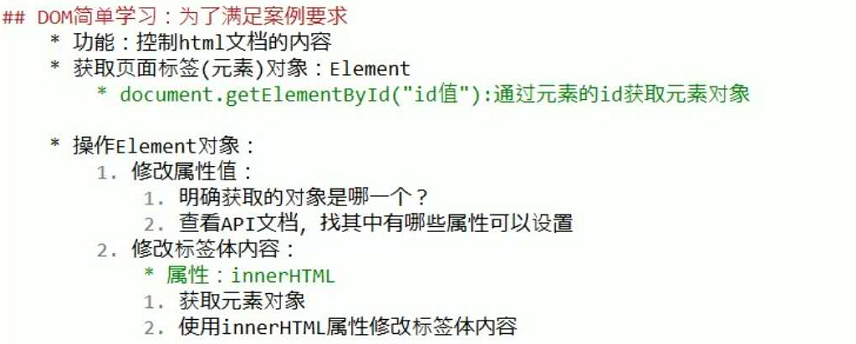 ## DOM简单学习：为了满足案例要求
* 功能：控制html文档的内容
* 获取页面标签(元素)对象：Element
* document.getElementById("id值"):通过元素的id获取元素对象
* 操作Element对象：
1. 修改属性值：
1. 明确获取的对象是哪一个？
2. 查看API文档，找其中有哪些属性可以设置
2. 修改标签体内容：
* 属性：innerHTML
1. 获取元素对象
2. 使用innerHTML属性修改标签体内容